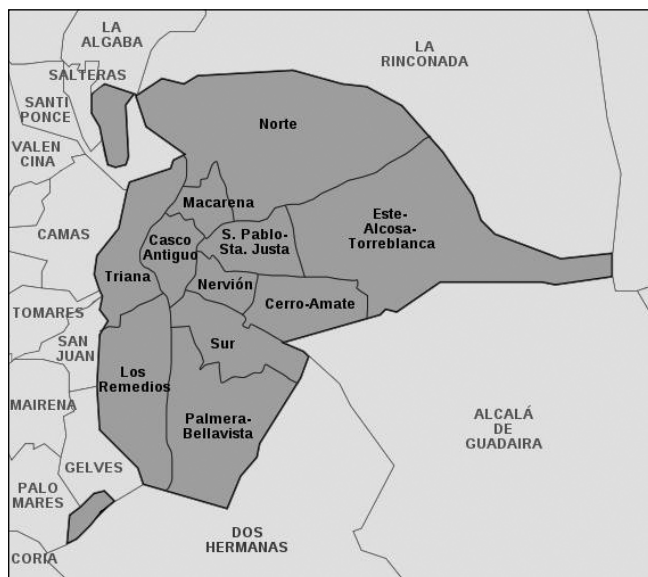 LA
ALGABA
LA
RINCONADA
SALTERAS
SANTI
PONCE
Norte
VALEN
CINA
Macarena
Este-
Alcosa-
Torreblanca
CAMAS
Casco
Antiguo
S. Pablo-
Sta. Justa
Triana
Nervión
Cerro-Amate
TOMARES
SAN
JUAN
Sur
Los
Remedios
MAIRENA
Palmera-
Bellavista
ALCALÁ
DE
GUADAIRA
GELVES
PALO
MARES
DOS
HERMANAS
CORIA